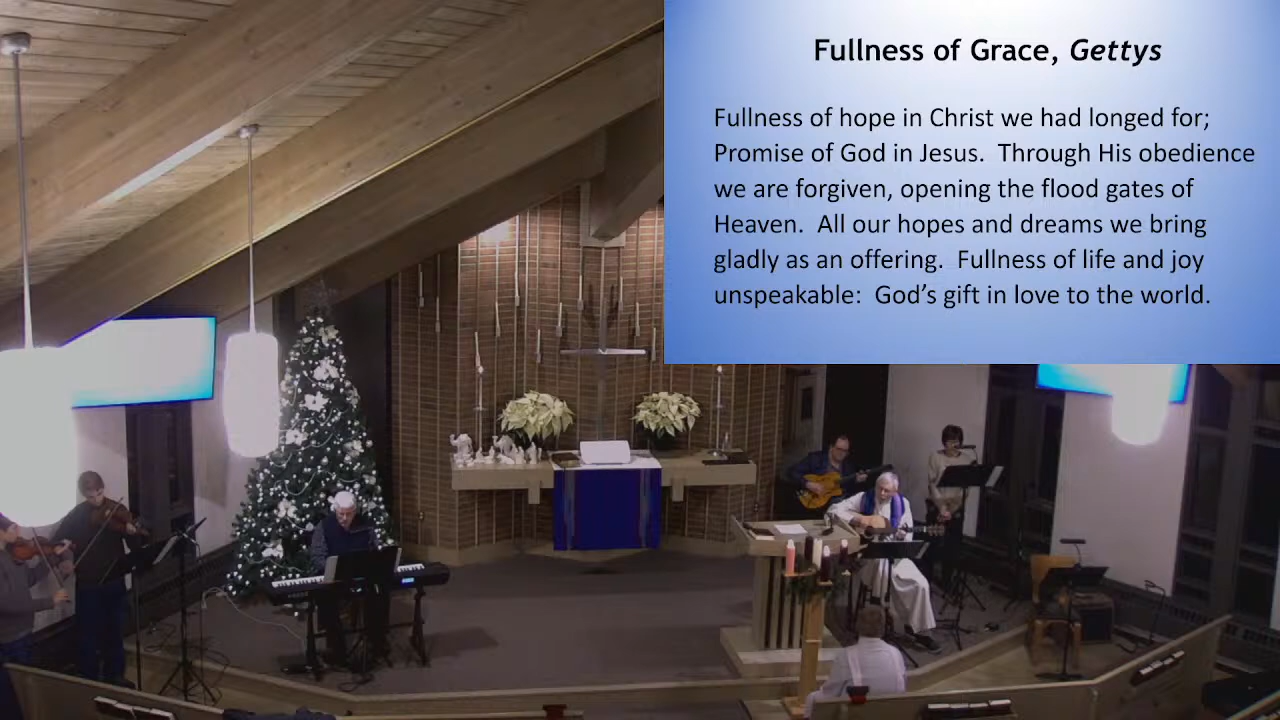 Fullness of Grace, Gettys
Fullness of hope in Christ we had longed for;
Promise of God in Jesus.  Through His obedience
we are forgiven, opening the flood gates of
Heaven.  All our hopes and dreams we bring
gladly as an offering.  Fullness of life and joy
unspeakable:  God’s gift in love to the world.